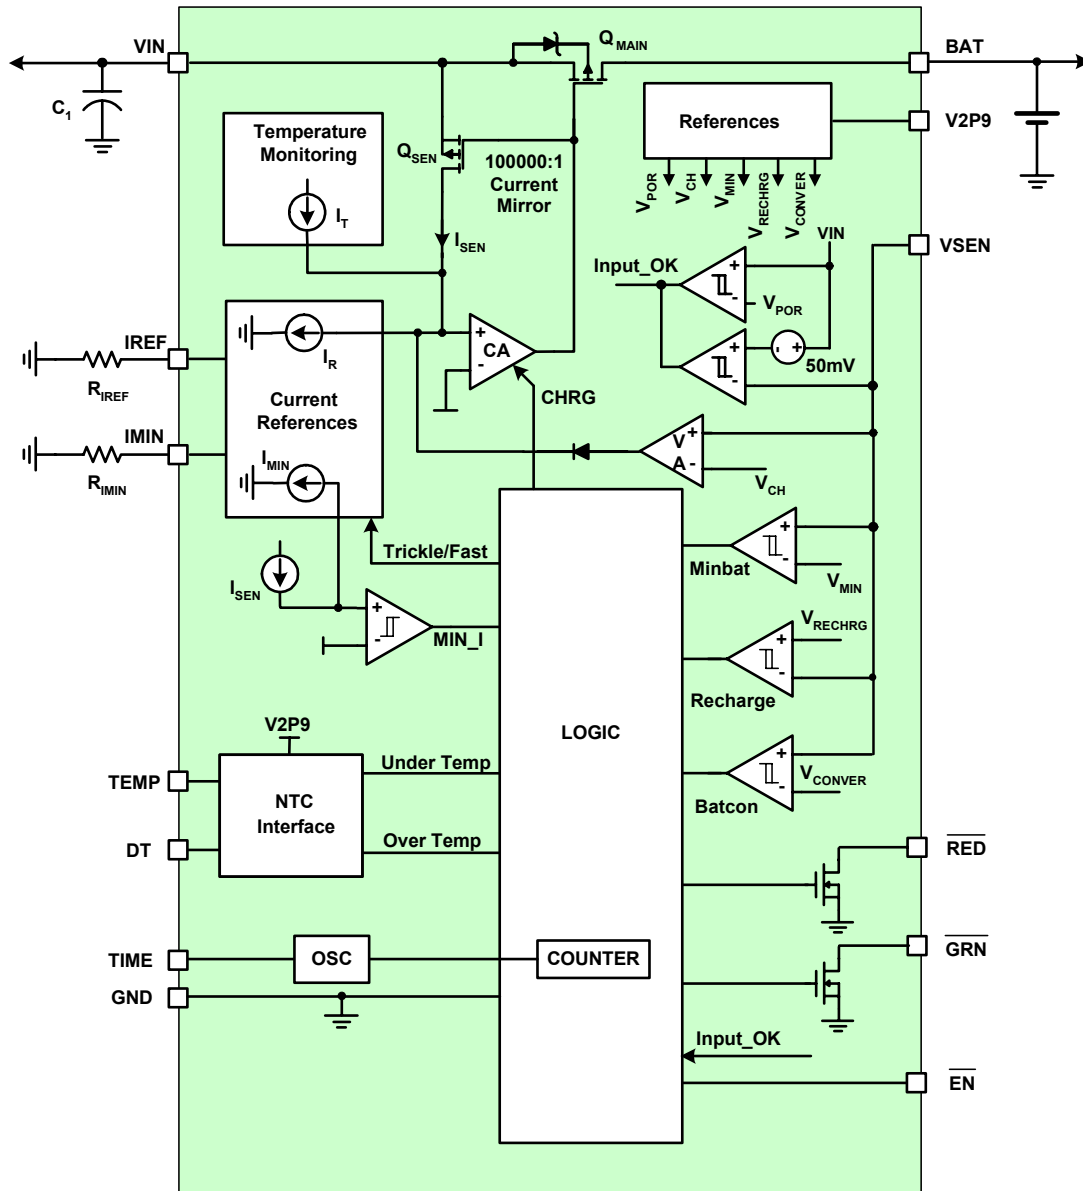 VIN
Q MAIN
BAT
C1
Temperature
Monitoring
QSEN
References
V2P9
100000:1
Current
Mirror
VPOR
VCH
VMIN
VRECHRG
VCONVER
IT
ISEN
VIN
VSEN
Input_OK
+
-
VPOR
IREF
RIREF
IR
+
CA
-
- +
50mV
+
-
CHRG
Current
References
IMIN
RIMIN
IMIN
V +
A -
VCH
Trickle/Fast
Minbat
+
-
VMIN
ISEN
+
-
MIN_I
VRECHRG
+
-
Recharge
LOGIC
V2P9
Under Temp
TEMP
NTC
Interface
+
VCONVER
-
Batcon
DT
Over Temp
RED
GRN
TIME
OSC
COUNTER
GND
Input_OK
EN